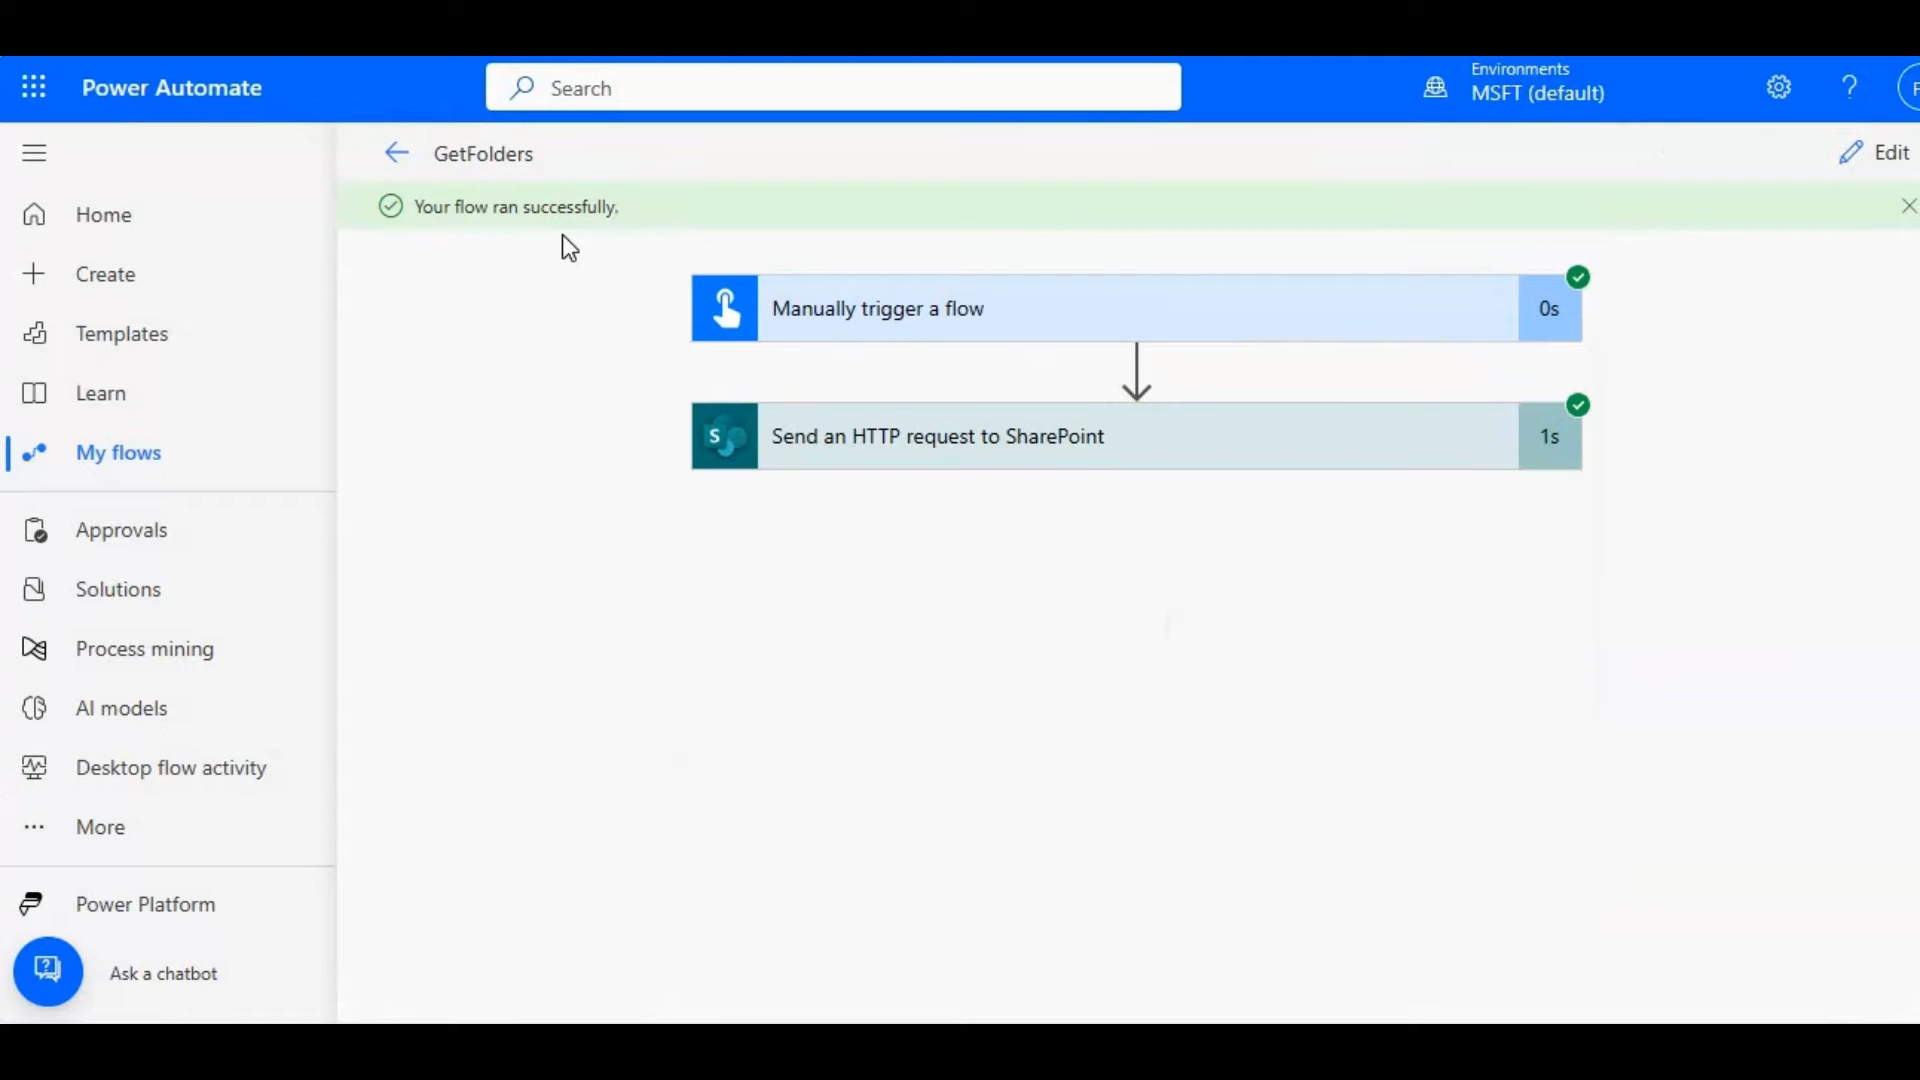 Power Automate
Search
Environments
MSFT (default)
?
GetFolders
Edit
Your flow ran successfully.
Home
Create
Templates
Learn
My flows
Approvals
Solutions
Process mining
AI models
Desktop flow activity
More
Power Platform
Ask a chatbot
Manually trigger a flow
0s
S
Send an HTTP request to SharePoint
1s